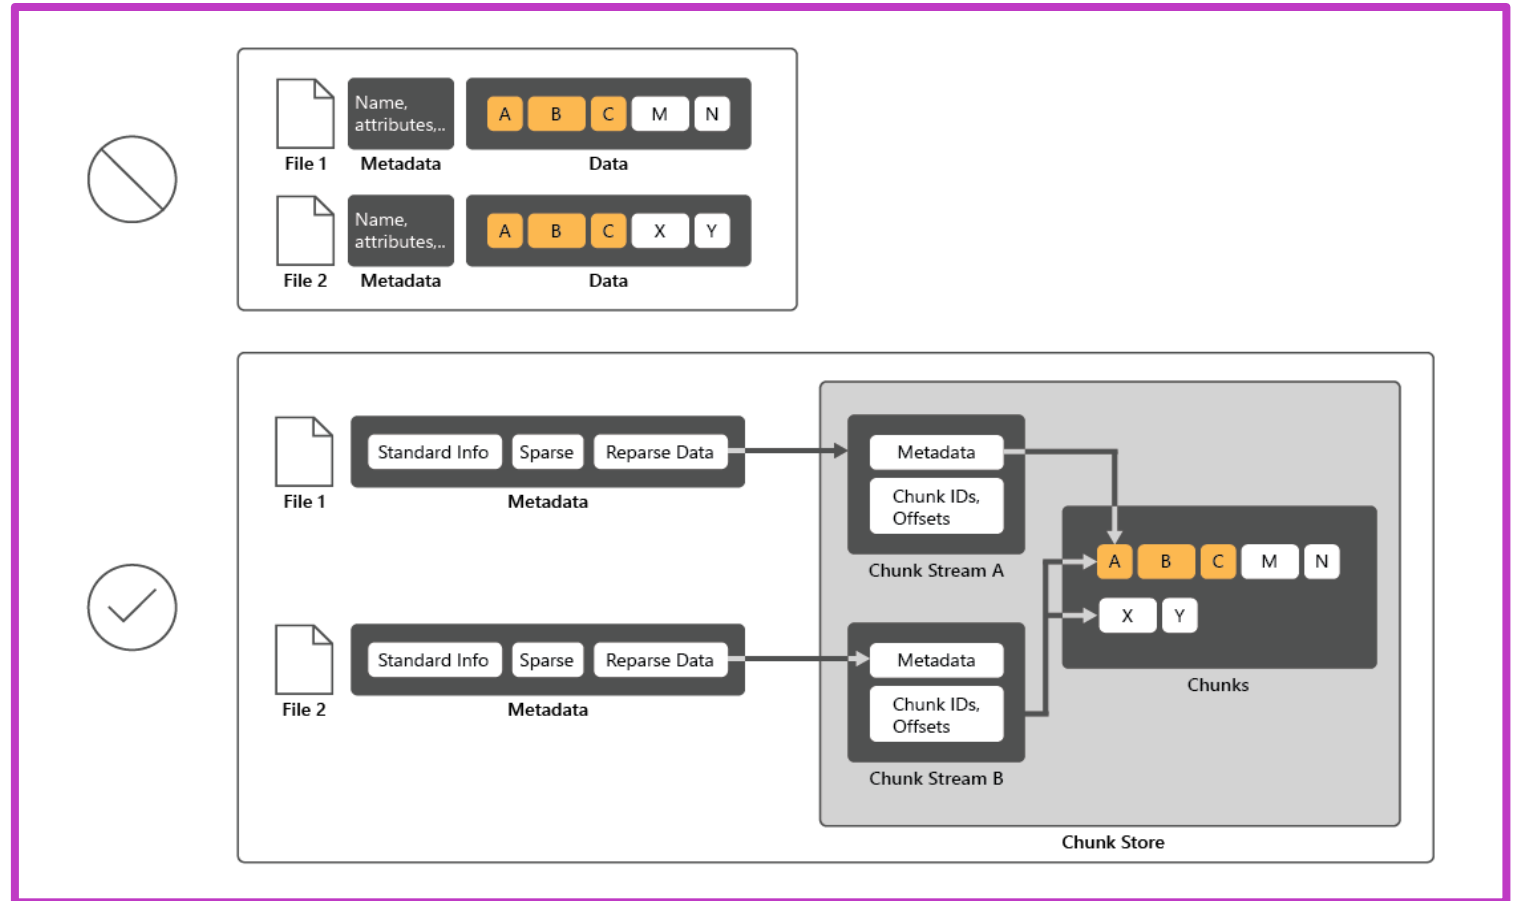 Name,
attributes,..
A B C M N
File 1 Metadata Data
Name,
attributes,..
A B C X Y
File 2 Metadata Data
Standard Info Sparse Reparse Data
File 1 Metadata
Metadata
Chunk IDs,
Offsets
Chunk Stream A
A B C M N
X Y
Chunks
Standard Info Sparse Reparse Data
File 2 Metadata
Metadata
Chunk IDs,
Offsets
Chunk Stream B
Chunk Store